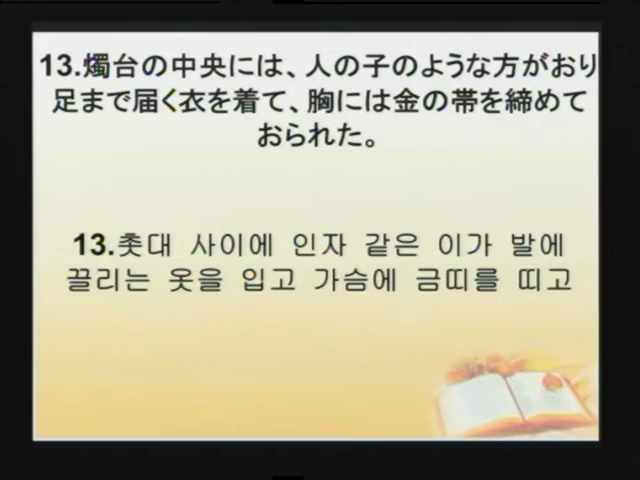 13.燭台の中央には、人の子のような方がおり
足まで届く衣を着て、胸には金の帯を締めて
おられた。
13.촛대 사이에 인자 같은 이가 발에
끌리는 옷을 입고 가슴에 금띠를 띠고